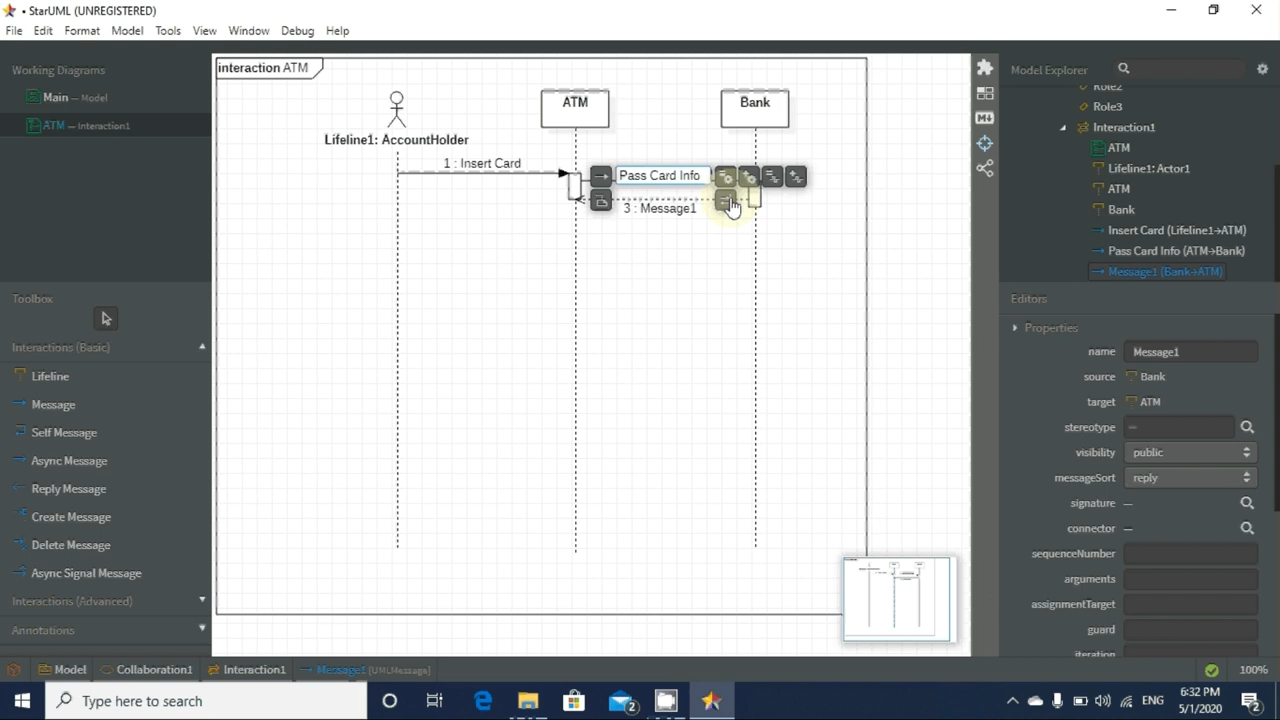 • StarUML (UNREGISTERED)
File Edit Format Model Tools View Window Debug Help
Working Diagrams
Main — Model
ATM — Interaction1
Toolbox
Interactions (Basic)
Lifeline
Message
Self Message
Async Message
Reply Message
Create Message
Delete Message
Async Signal Message
Interactions (Advanced)
Annotations
interaction ATM
ATM
Bank
Lifeline1: AccountHolder
1 : Insert Card
Pass Card Info
3 : Message1
Model Explorer
Role2
Role3
Interaction1
ATM
Lifeline1: Actor1
ATM
Bank
Insert Card (Lifeline1→ATM)
Pass Card Info (ATM→Bank)
Message1 (Bank→ATM)
Editors
Properties
name Message1
source Bank
target ATM
stereotype —
visibility public
messageSort reply
signature —
connector —
sequenceNumber
arguments
assignmentTarget
guard
iteration
Model Collaboration1 Interaction1 Message1 (UMLMessage)
100%
Type here to search
2
ENG
6:32 PM
5/1/2020
2